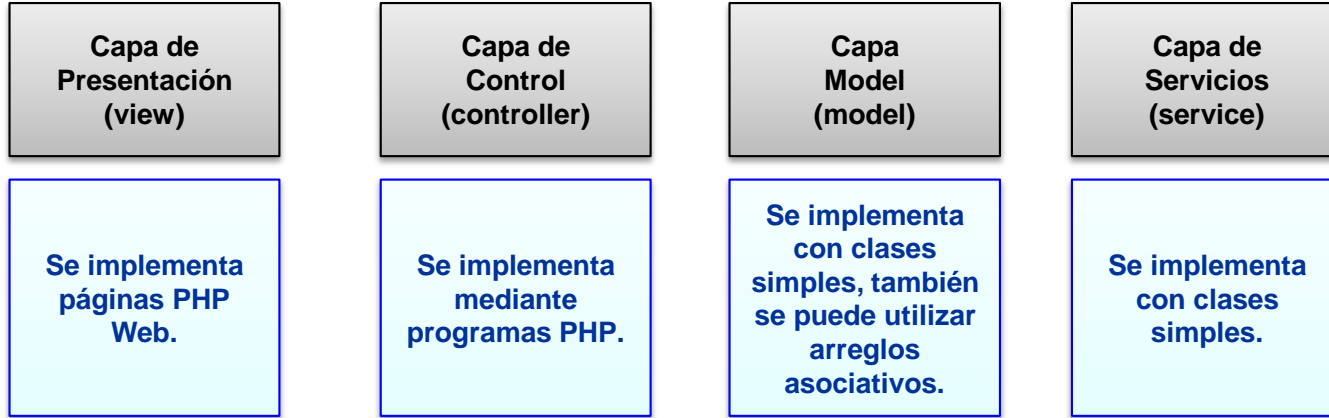 Capa de
Presentación
(view)
Capa de
Control
(controller)
Capa
Model
(model)
Capa de
Servicios
(service)
Se implementa
páginas PHP
Web.
Se implementa
mediante
programas PHP.
Se implementa
con clases
simples, también
se puede utilizar
arreglos
asociativos.
Se implementa
con clases
simples.